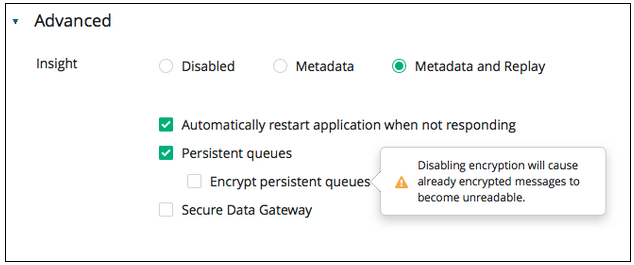 Advanced
Insight
Disabled
Metadata
Metadata and Replay
Automatically restart application when not responding
Persistent queues
Encrypt persistent queues
Disabling encryption will cause
already encrypted messages to
become unreadable.
Secure Data Gateway